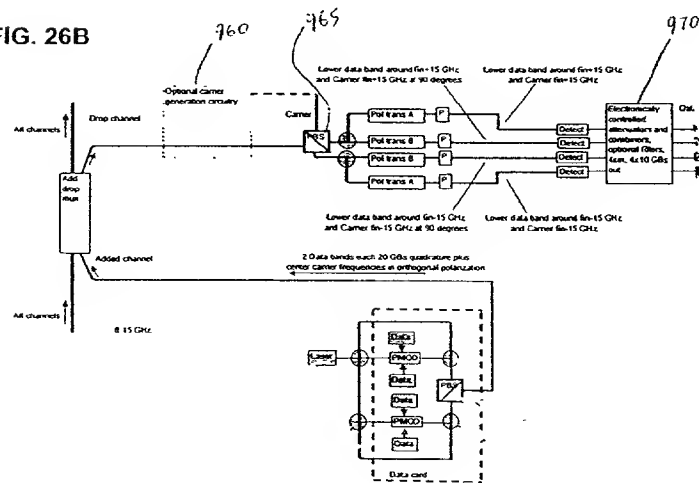 FIG. 26B
960
965
970
Optional carrier
generation circuitry
Carrier
Drop channel
All channels
Add
drop
mux
Added channel
All channels
PBS
Lower data band around fin+15 GHz
and Carrier fin+15 GHz at 90 degrees
Lower data band around fin+15 GHz
and Carrier fin+15 GHz
Pol trans A
P
Pol trans B
P
Pol trans B
P
Pol trans A
P
Detect
Detect
Detect
Detect
Electronically
controlled
attenuators and
combiners,
optional filters,
4x10 GBs
out
Lower data band around fin-15 GHz
and Carrier fin-15 GHz at 90 degrees
Lower data band around fin-15 GHz
and Carrier fin-15 GHz
2 Data bands each 20 GBs quadrature plus
center carrier frequencies in orthogonal polarization
15 GHz
Laser
Data
PMOD
Data
Data
PMOD
Data
Data card